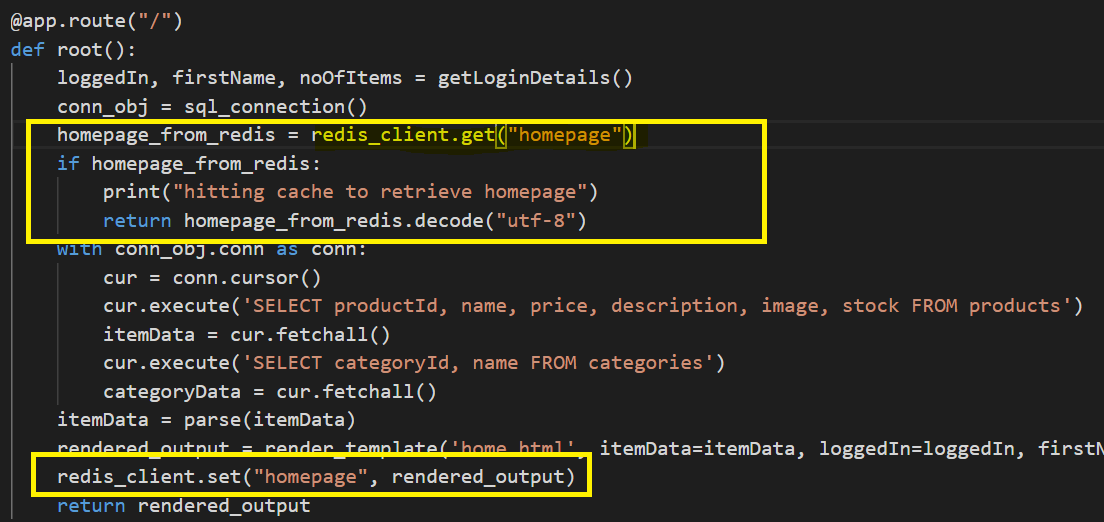 @app.route("/")
def root():
    loggedIn, firstName, noOfItems = getLoginDetails()
    conn_obj = sql_connection()
    homepage_from_redis = redis_client.get("homepage")
    if homepage_from_redis:
        print("hitting cache to retrieve homepage")
        return homepage_from_redis.decode("utf-8")
    with conn_obj.conn as conn:
        cur = conn.cursor()
        cur.execute('SELECT productId, name, price, description, image, stock FROM products')
        itemData = cur.fetchall()
        cur.execute('SELECT categoryId, name FROM categories')
        categoryData = cur.fetchall()
    itemData = parse(itemData)
    rendered_output = render_template('home.html', itemData=itemData, loggedIn=loggedIn, firstN
    redis_client.set("homepage", rendered_output)
    return rendered_output